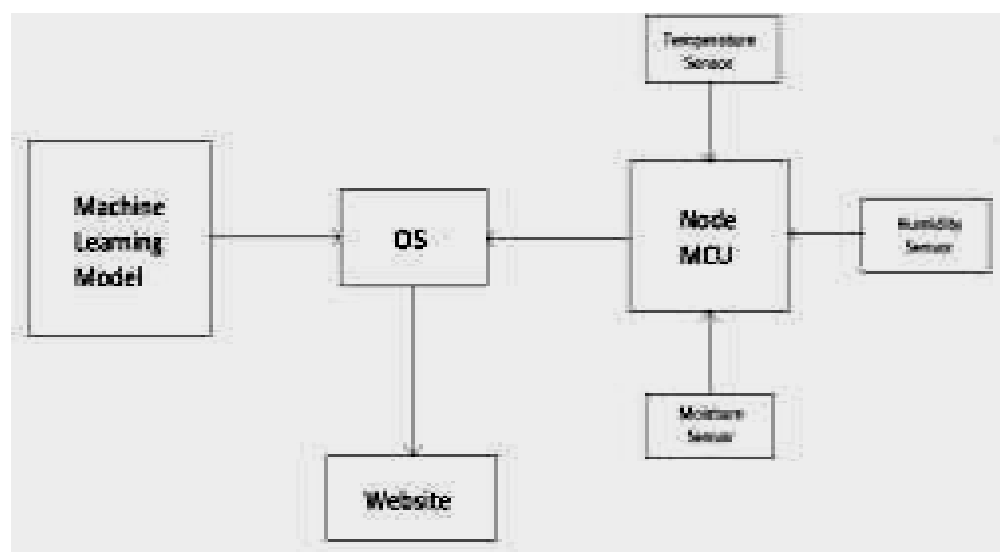 Temperature
Sensor
Machine
Learning
Model
OS
Node
MCU
Humidity
Sensor
Moisture
Sensor
Website